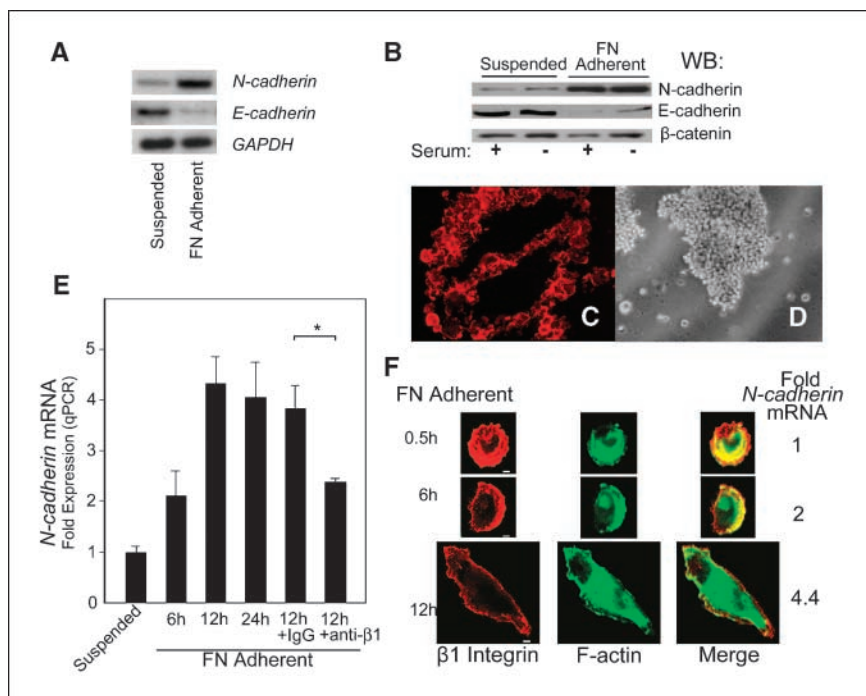 A
N-cadherin
E-cadherin
GAPDH
Suspended
FN Adherent
B
Suspended
FN
Adherent
WB:
N-cadherin
E-cadherin
β-catenin
Serum: + - + -
C
D
E
N-cadherin mRNA
Fold Expression (qPCR)
5
4
3
2
1
0
*
Suspended
6h
12h
24h
12h
+IgG
12h
+anti-β1
FN Adherent
F
FN Adherent
Fold
N-cadherin
mRNA
0.5h
1
6h
2
12h
4.4
β1 Integrin
F-actin
Merge